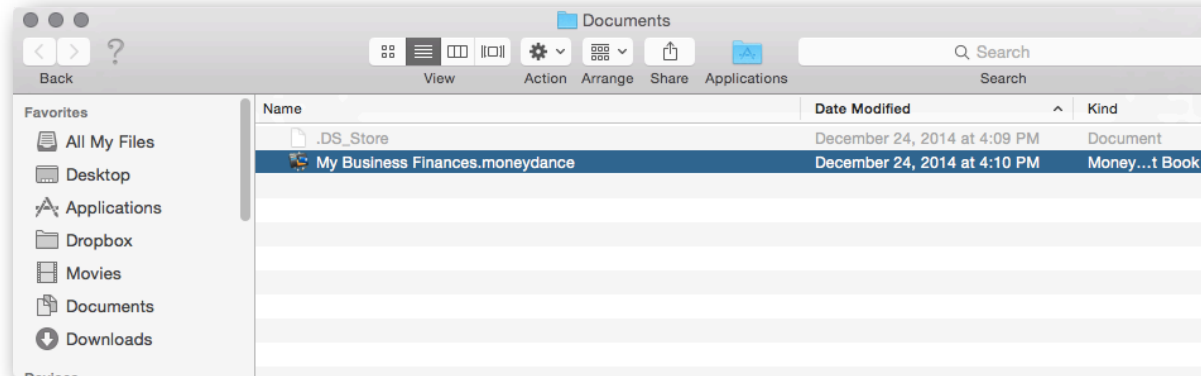 Documents
?
Search
Back View Action Arrange Share Applications Search
Favorites
Name Date Modified Kind
All My Files
.DS_Store December 24, 2014 at 4:09 PM Document
My Business Finances.moneydance December 24, 2014 at 4:10 PM Money…t Book
Desktop
Applications
Dropbox
Movies
Documents
Downloads
Devices